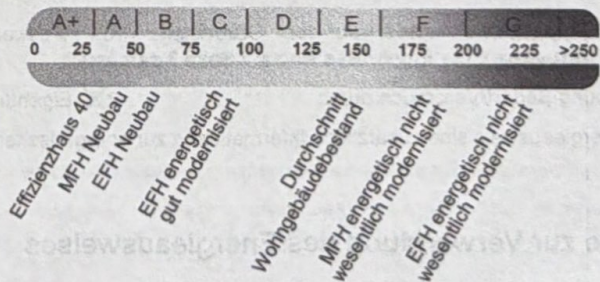 A+ A B C D E F G
0 25 50 75 100 125 150 175 200 225 >250
Effizienzhaus 40
MFH Neubau
EFH Neubau
EFH energetisch
gut modernisiert
Durchschnitt
Wohngebäudebestand
MFH energetisch nicht
wesentlich modernisiert
EFH energetisch nicht
wesentlich modernisiert